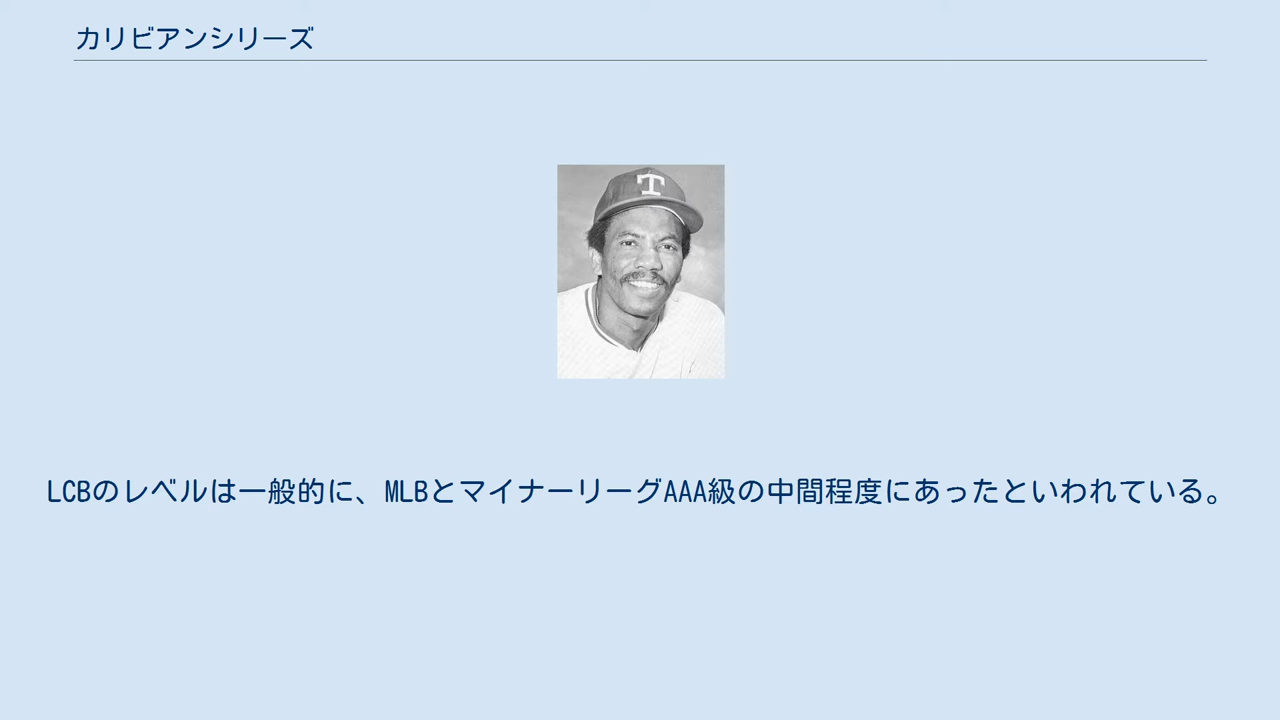 カリビアンシリーズ
T
LCBのレベルは一般的に、MLBとマイナーリーグAAA級の中間程度にあったといわれている。